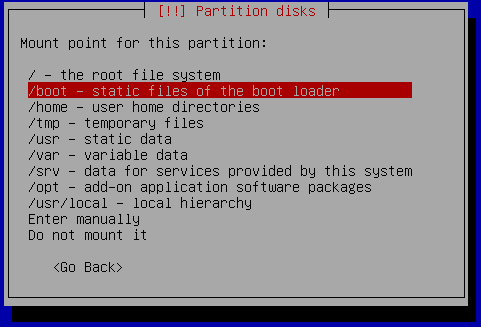 [!!] Partition disks
Mount point for this partition:
/ – the root file system
/boot – static files of the boot loader
/home – user home directories
/tmp – temporary files
/usr – static data
/var – variable data
/srv – data for services provided by this system
/opt – add–on application software packages
/usr/local – local hierarchy
Enter manually
Do not mount it
<Go Back>